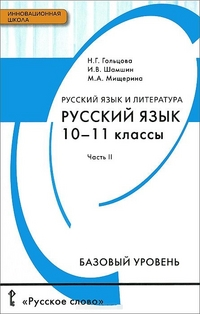 ИННОВАЦИОННАЯ
ШКОЛА
Н.Г. Гольцова
И.В. Шамшин
М.А. Мищерина
РУССКИЙ ЯЗЫК И ЛИТЕРАТУРА
РУССКИЙ ЯЗЫК
10–11 классы
Часть II
БАЗОВЫЙ УРОВЕНЬ
«Русское слово»